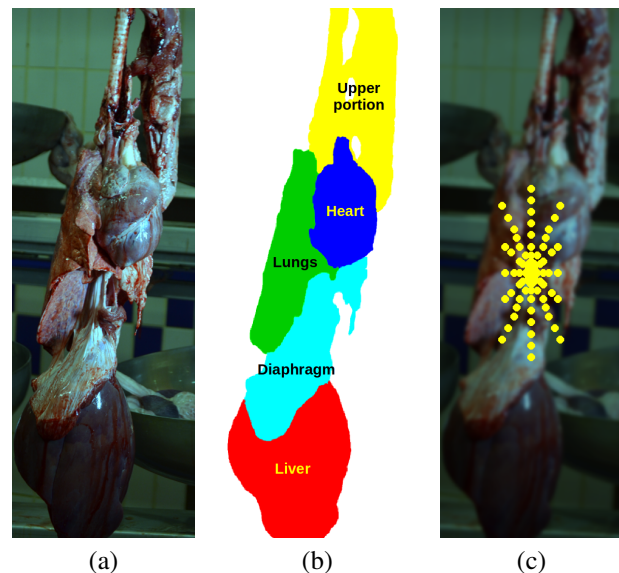 Upper
portion
Heart
Lungs
Diaphragm
Liver
(a)
(b)
(c)